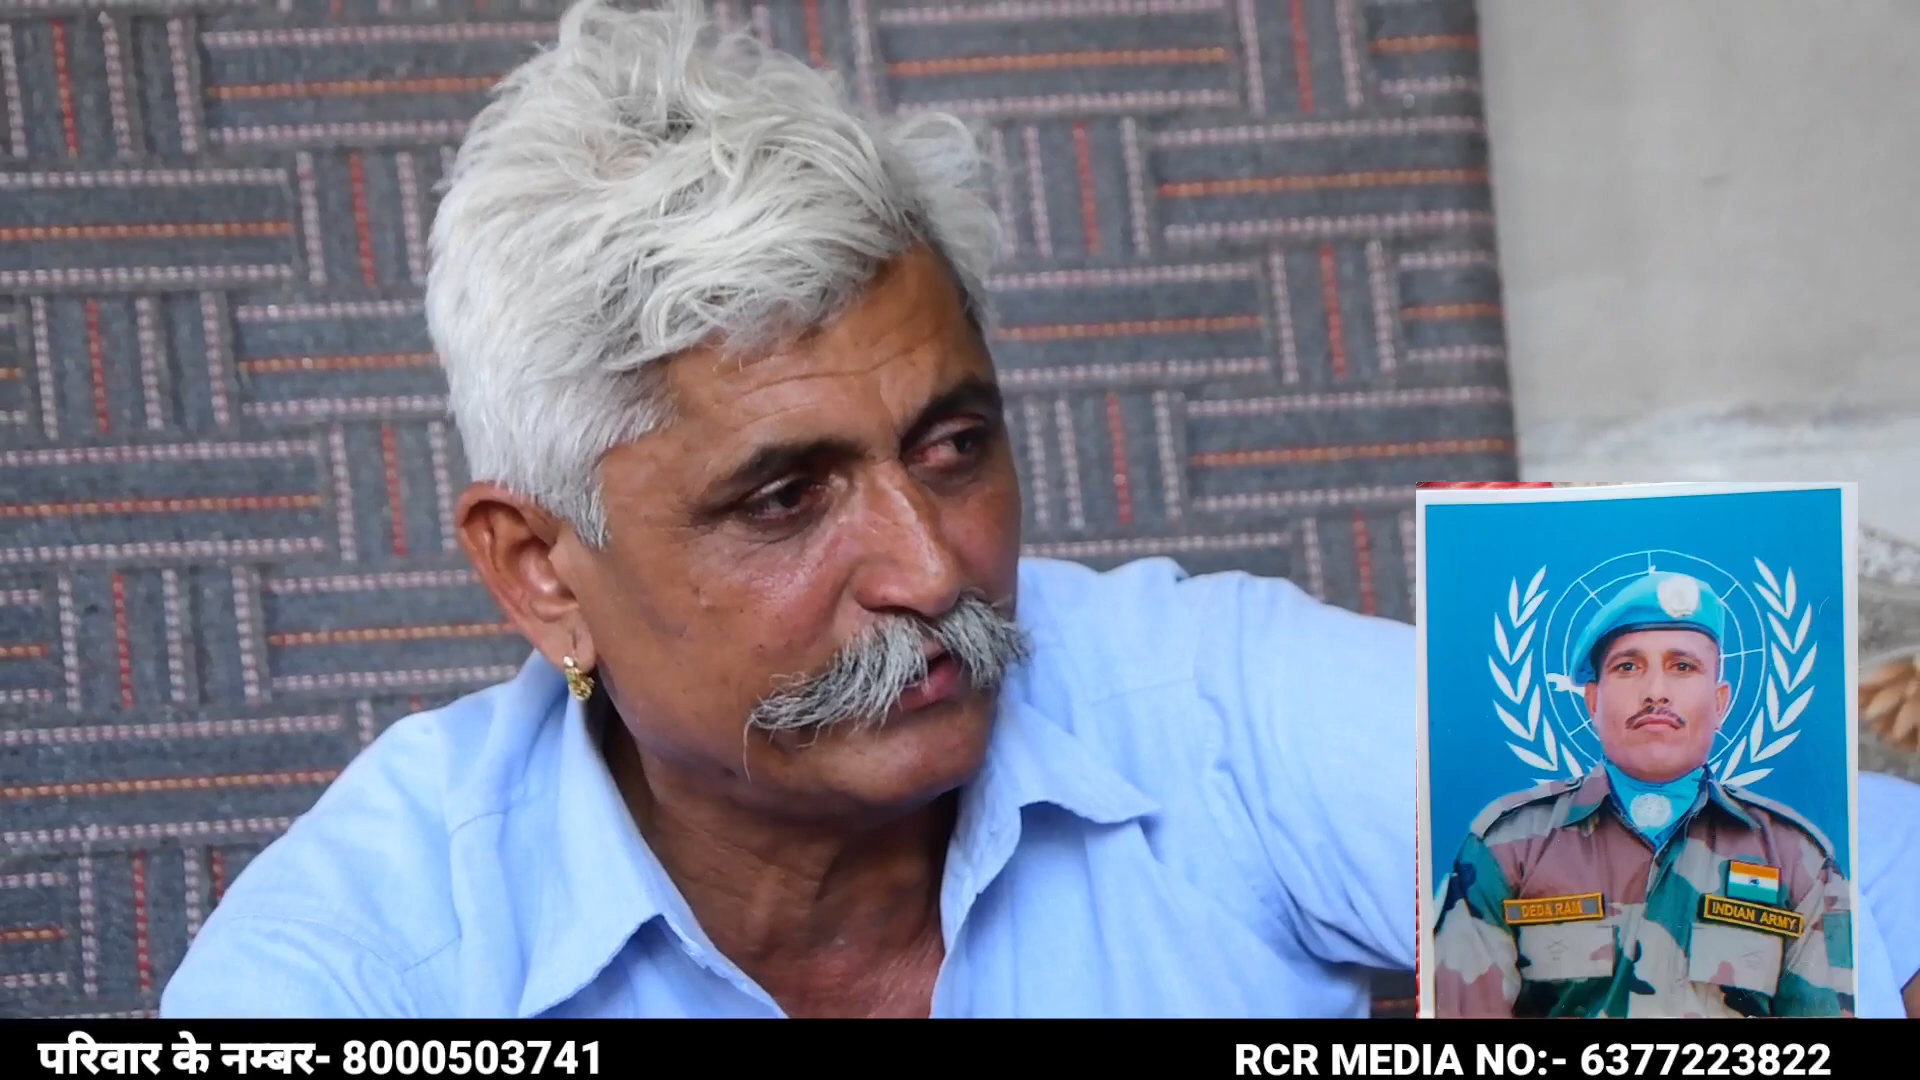 DEDA RAM
INDIAN ARMY
परिवार के नम्बर- 8000503741
RCR MEDIA NO:- 6377223822